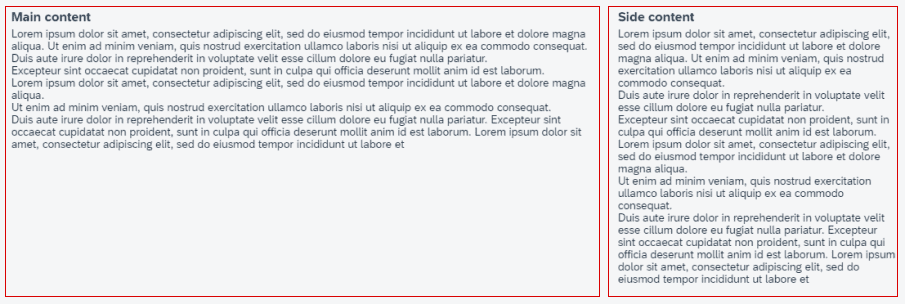 Main content
Lorem ipsum dolor sit amet, consectetur adipiscing elit, sed do eiusmod tempor incididunt ut labore et dolore magna
aliqua. Ut enim ad minim veniam, quis nostrud exercitation ullamco laboris nisi ut aliquip ex ea commodo consequat.
Duis aute irure dolor in reprehenderit in voluptate velit esse cillum dolore eu fugiat nulla pariatur.
Excepteur sint occaecat cupidatat non proident, sunt in culpa qui officia deserunt mollit anim id est laborum.
Lorem ipsum dolor sit amet, consectetur adipiscing elit, sed do eiusmod tempor incididunt ut labore et dolore magna
aliqua.
Ut enim ad minim veniam, quis nostrud exercitation ullamco laboris nisi ut aliquip ex ea commodo consequat.
Duis aute irure dolor in reprehenderit in voluptate velit esse cillum dolore eu fugiat nulla pariatur. Excepteur sint
occaecat cupidatat non proident, sunt in culpa qui officia deserunt mollit anim id est laborum. Lorem ipsum dolor sit
amet, consectetur adipiscing elit, sed do eiusmod tempor incididunt ut labore et
Side content
Lorem ipsum dolor sit amet, consectetur adipiscing elit,
sed do eiusmod tempor incididunt ut labore et dolore
magna aliqua. Ut enim ad minim veniam, quis nostrud
exercitation ullamco laboris nisi ut aliquip ex ea
commodo consequat.
Duis aute irure dolor in reprehenderit in voluptate velit
esse cillum dolore eu fugiat nulla pariatur.
Excepteur sint occaecat cupidatat non proident, sunt in
culpa qui officia deserunt mollit anim id est laborum.
Lorem ipsum dolor sit amet, consectetur adipiscing elit,
sed do eiusmod tempor incididunt ut labore et dolore
magna aliqua.
Ut enim ad minim veniam, quis nostrud exercitation
ullamco laboris nisi ut aliquip ex ea commodo
consequat.
Duis aute irure dolor in reprehenderit in voluptate velit
esse cillum dolore eu fugiat nulla pariatur. Excepteur
sint occaecat cupidatat non proident, sunt in culpa qui
officia deserunt mollit anim id est laborum. Lorem ipsum
dolor sit amet, consectetur adipiscing elit, sed do
eiusmod tempor incididunt ut labore et